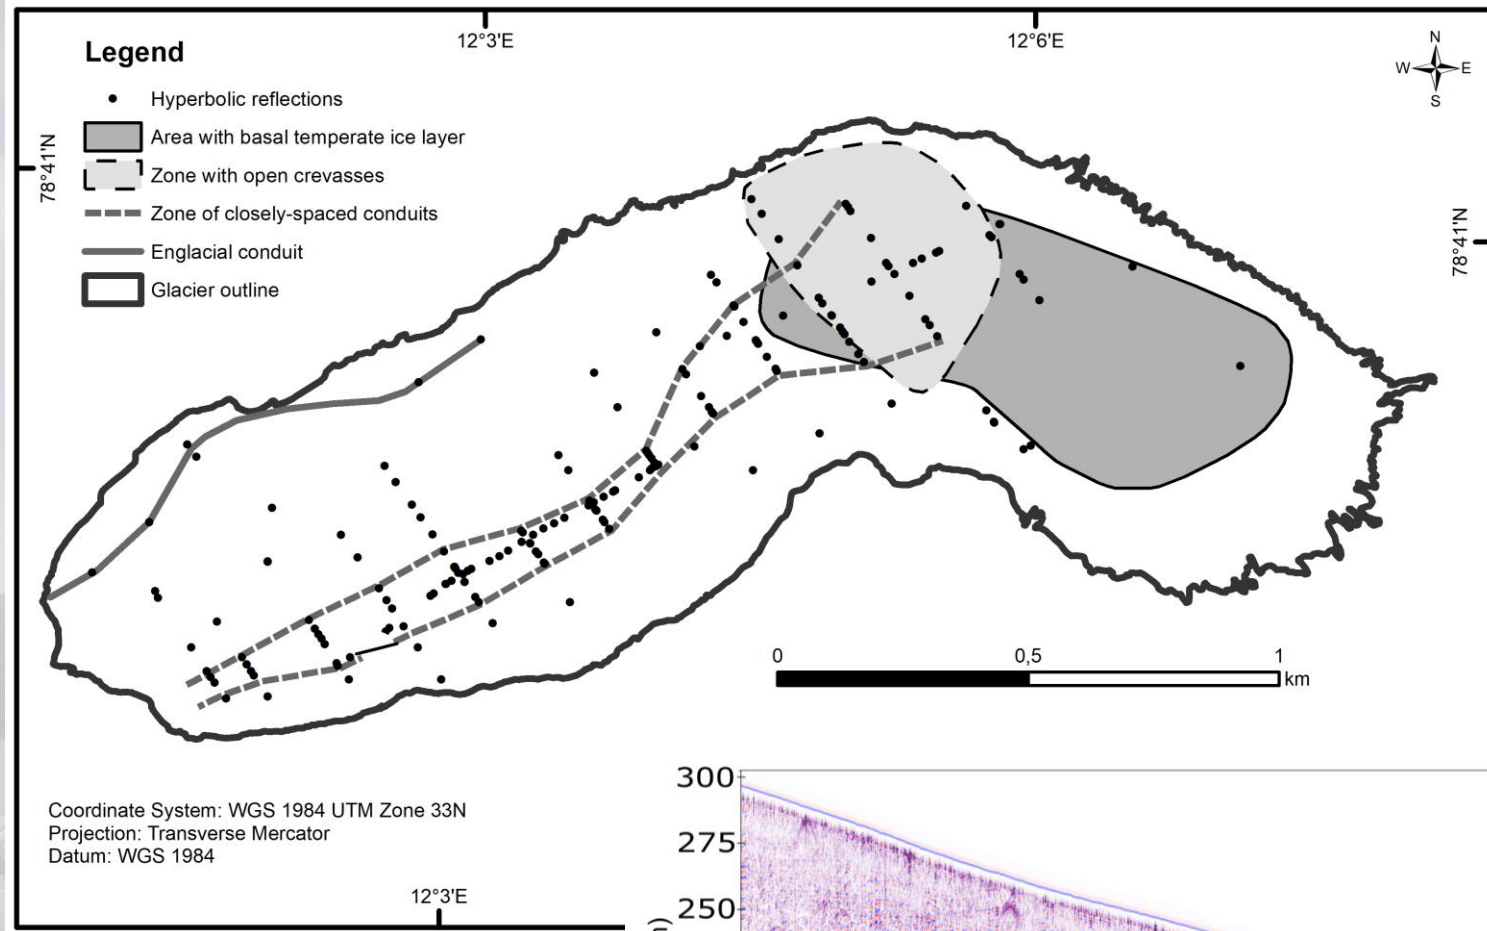 12°3'E
12°6'E
N
W E
S
Legend
Hyperbolic reflections
Area with basal temperate ice layer
Zone with open crevasses
Zone of closely-spaced conduits
Englacial conduit
Glacier outline
78°41'N
78°41'N
0 0,5 1
km
Coordinate System: WGS 1984 UTM Zone 33N
Projection: Transverse Mercator
Datum: WGS 1984
12°3'E
300
275
250